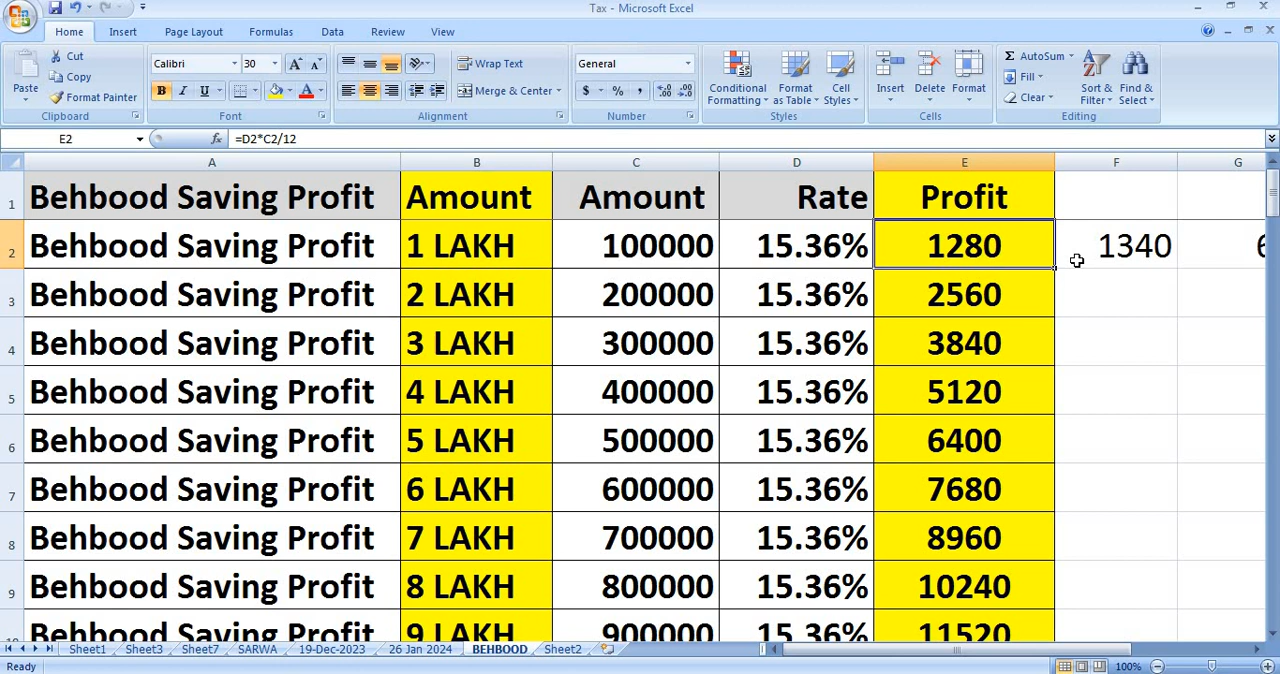 Tax - Microsoft Excel
Home Insert Page Layout Formulas Data Review View
Paste Cut Copy Format Painter Clipboard
Calibri 30 Font
Wrap Text Merge & Center Alignment
General Number
Conditional Formatting Format as Table Cell Styles Styles
Insert Delete Format Cells
AutoSum Fill Clear Sort & Filter Find & Select Editing
E2 fx =D2*C2/12
A B C D E F G
1 Behbood Saving Profit Amount Amount Rate Profit
2 Behbood Saving Profit 1 LAKH 100000 15.36% 1280 1340 6
3 Behbood Saving Profit 2 LAKH 200000 15.36% 2560
4 Behbood Saving Profit 3 LAKH 300000 15.36% 3840
5 Behbood Saving Profit 4 LAKH 400000 15.36% 5120
6 Behbood Saving Profit 5 LAKH 500000 15.36% 6400
7 Behbood Saving Profit 6 LAKH 600000 15.36% 7680
8 Behbood Saving Profit 7 LAKH 700000 15.36% 8960
9 Behbood Saving Profit 8 LAKH 800000 15.36% 10240
10 Behbood Saving Profit 9 LAKH 900000 15.36% 11520
Sheet1 Sheet3 Sheet7 SARWA 19-Dec-2023 26 Jan 2024 BEHBOOD Sheet2
Ready 100%